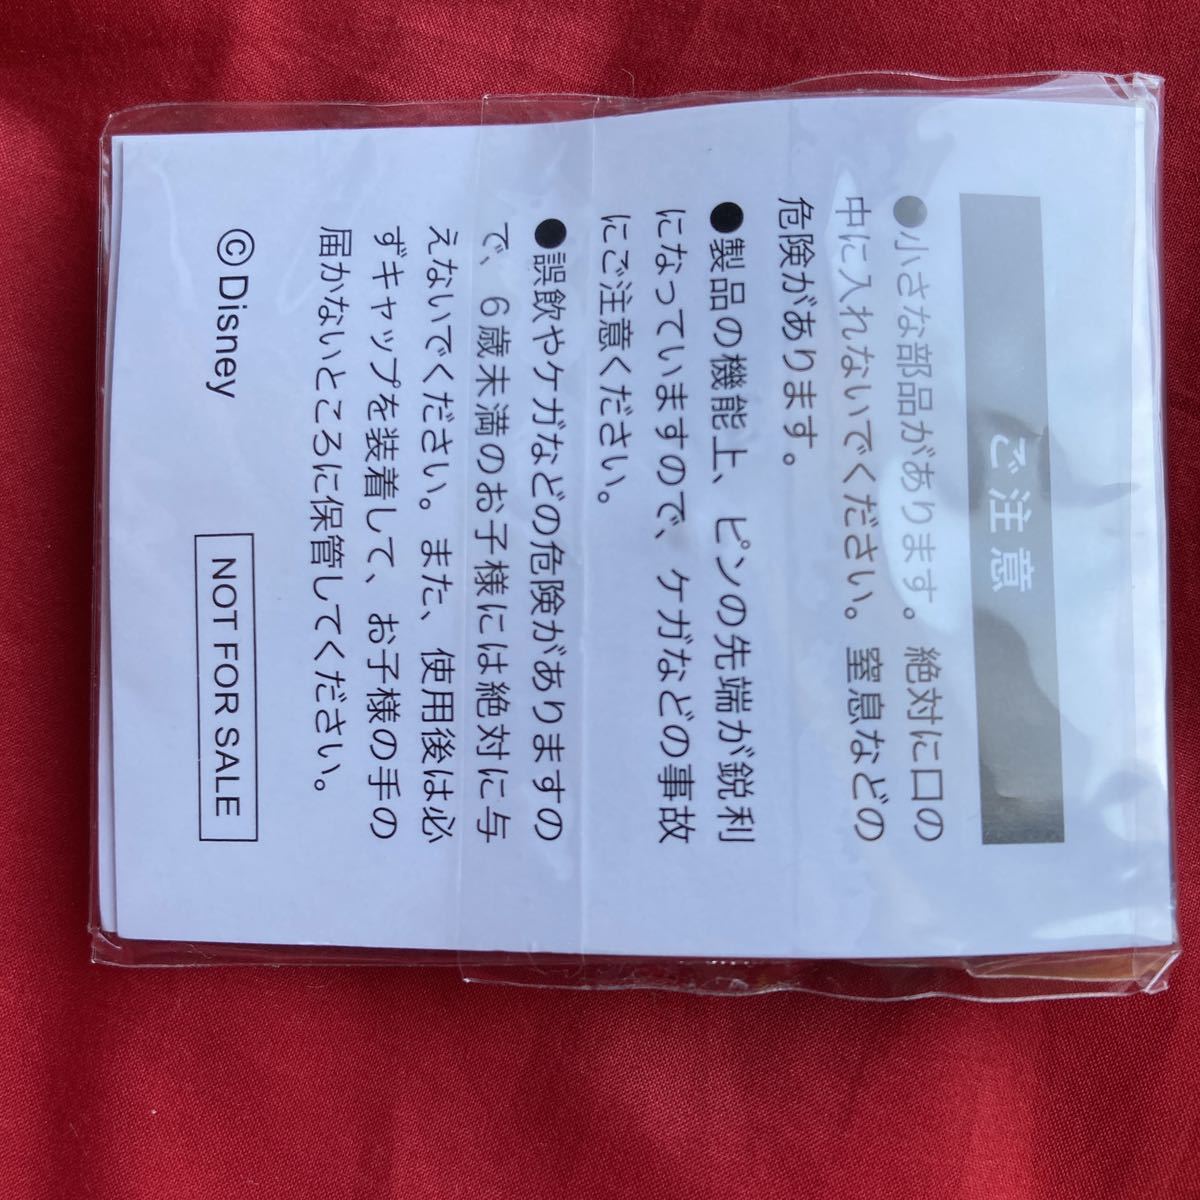 ご注意
●小さな部品があります。絶対に口の
中に入れないでください。窒息などの
危険があります。
●製品の機能上、ピンの先端が鋭利
になっていますので、ケガなどの事故
にご注意ください。
●誤飲やケガなどの危険がありますの
で、6歳未満のお子様には絶対に与
えないでください。また、使用後は必
ずキャップを装着して、お子様の手の
届かないところに保管してください。
©Disney
NOT FOR SALE